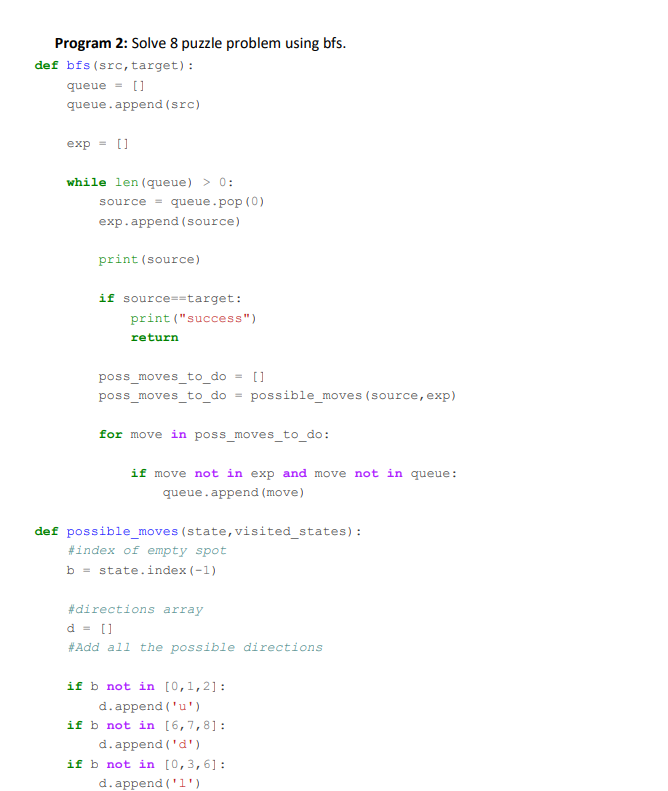 Program 2: Solve 8 puzzle problem using bfs.
def bfs(src,target):
    queue = []
    queue.append(src)

    exp = []

    while len(queue) > 0:
        source = queue.pop(0)
        exp.append(source)

        print(source)

        if source==target:
            print("success")
            return

        poss_moves_to_do = []
        poss_moves_to_do = possible_moves(source,exp)

        for move in poss_moves_to_do:

            if move not in exp and move not in queue:
                queue.append(move)

def possible_moves(state,visited_states):
    #index of empty spot
    b = state.index(-1)

    #directions array
    d = []
    #Add all the possible directions

    if b not in [0,1,2]:
        d.append('u')
    if b not in [6,7,8]:
        d.append('d')
    if b not in [0,3,6]:
        d.append('l')